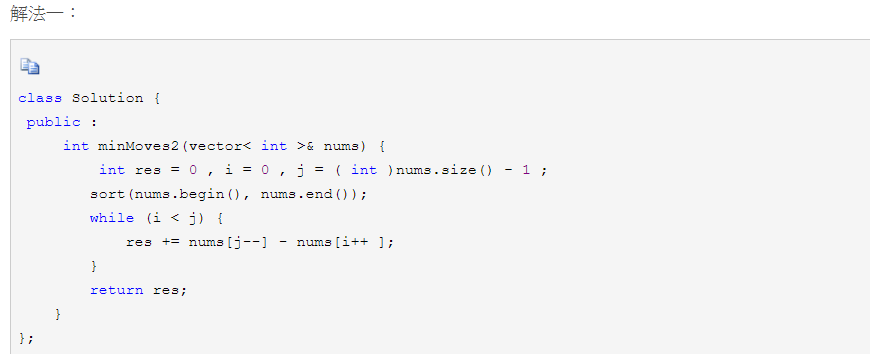 解法一：
class Solution {
public :
int minMoves2(vector< int >& nums) {
int res = 0 , i = 0 , j = ( int )nums.size() - 1 ;
sort(nums.begin(), nums.end());
while (i < j) {
res += nums[j--] - nums[i++ ];
}
return res;
}
};